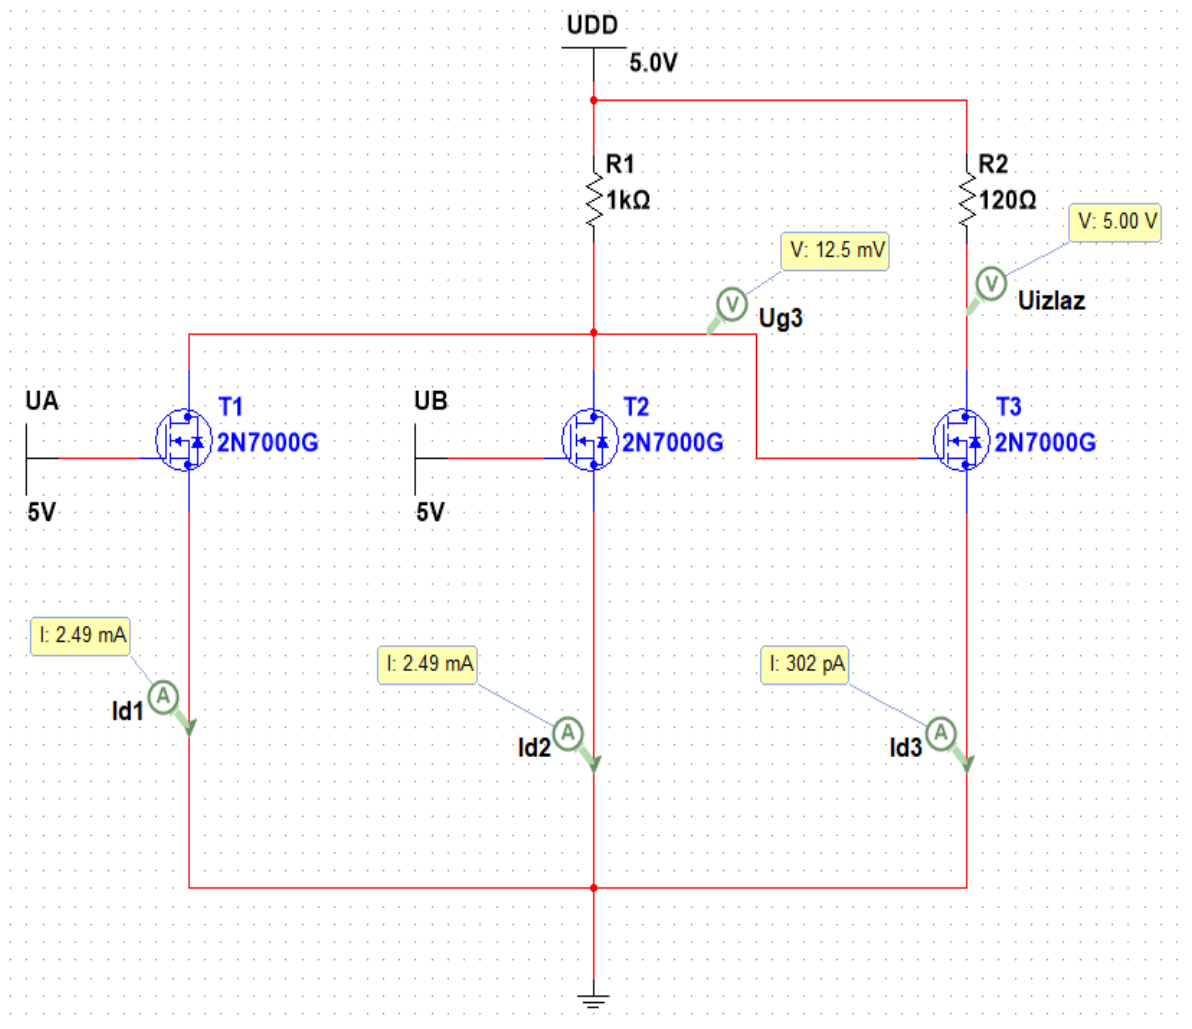 UDD
5.0V
R1
1kΩ
R2
120Ω
V: 5.00 V
V: 12.5 mV
Uizlaz
Ug3
UA
T1
2N7000G
5V
UB
T2
2N7000G
5V
T3
2N7000G
I: 2.49 mA
A
Id1
I: 2.49 mA
A
Id2
I: 302 pA
A
Id3
V
V